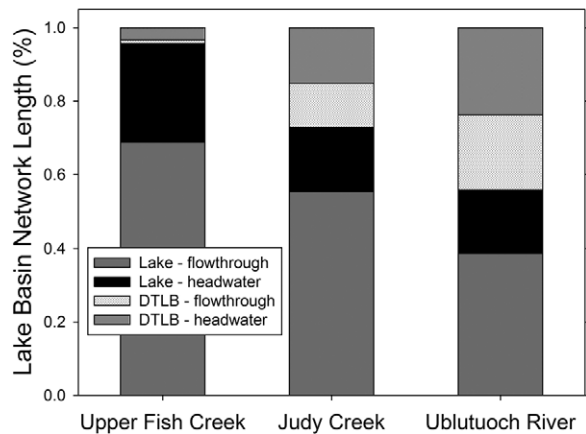 Lake Basin Network Length (%)
1.0
0.8
0.6
0.4
0.2
0.0
Lake - flowthrough
Lake - headwater
DTLB - flowthrough
DTLB - headwater
Upper Fish Creek
Judy Creek
Ublutuoch River